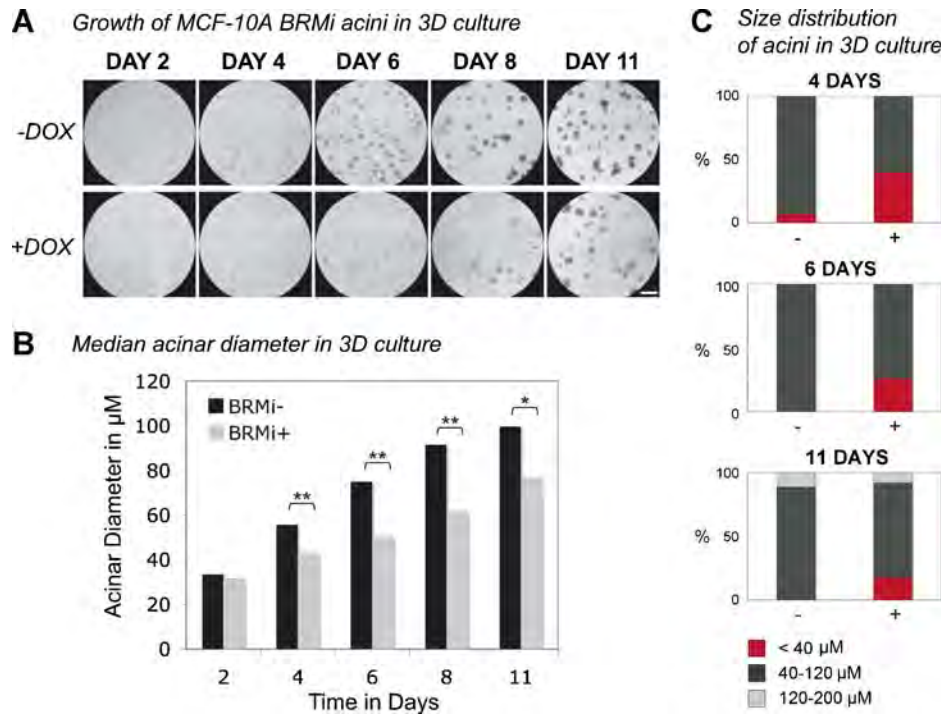 A Growth of MCF-10A BRMi acini in 3D culture
DAY 2 DAY 4 DAY 6 DAY 8 DAY 11
-DOX
+DOX
B Median acinar diameter in 3D culture
120
100
80
60
40
20
0
Acinar Diameter in µM
BRMi-
BRMi+
**
**
**
*
2 4 6 8 11
Time in Days
C Size distribution
of acini in 3D culture
4 DAYS
100
%
50
0
- +
6 DAYS
100
%
50
0
- +
11 DAYS
100
%
50
0
- +
< 40 µM
40-120 µM
120-200 µM